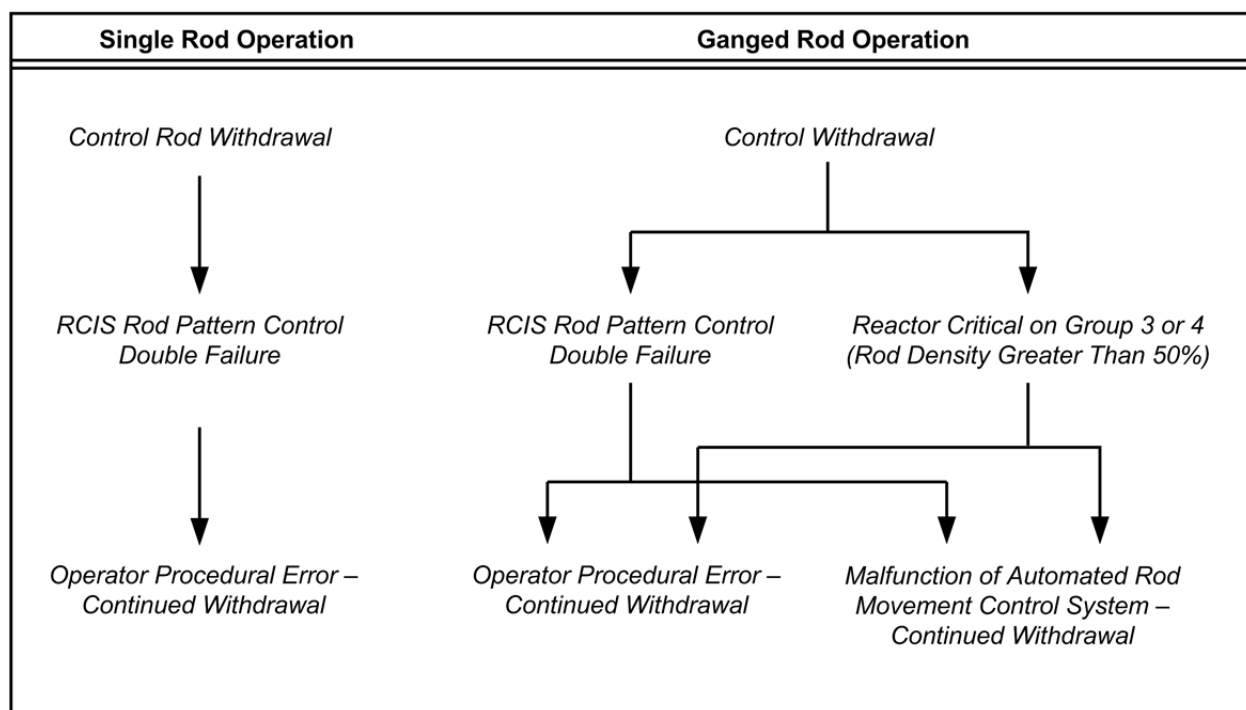 Single Rod Operation
Ganged Rod Operation
Control Rod Withdrawal
Control Withdrawal
RCIS Rod Pattern Control
Double Failure
RCIS Rod Pattern Control
Double Failure
Reactor Critical on Group 3 or 4
(Rod Density Greater Than 50%)
Operator Procedural Error –
Continued Withdrawal
Operator Procedural Error –
Continued Withdrawal
Malfunction of Automated Rod
Movement Control System –
Continued Withdrawal